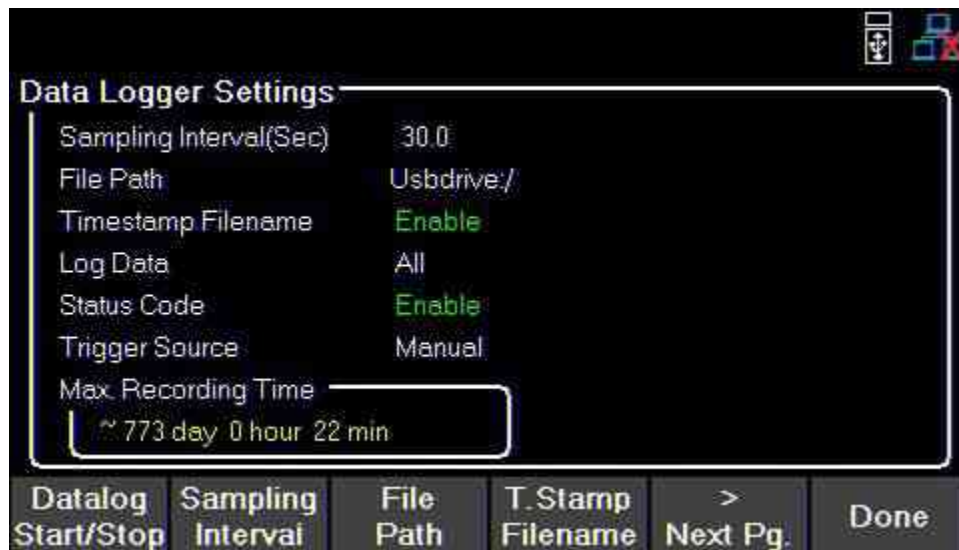 Data Logger Settings
Sampling Interval(Sec) 30.0
File Path Usbdrive:/
Timestamp Filename Enable
Log Data All
Status Code Enable
Trigger Source Manual
Max. Recording Time
~ 773 day 0 hour 22 min
Datalog Start/Stop
Sampling Interval
File Path
T.Stamp Filename
> Next Pg.
Done